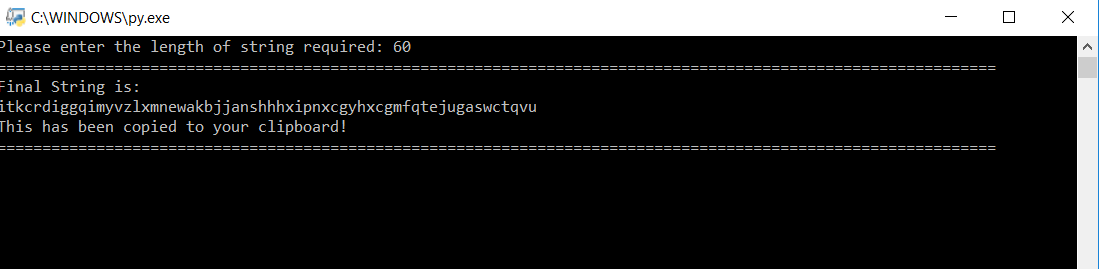 C:\WINDOWS\py.exe
Please enter the length of string required: 60
==================================================================================================================
Final String is:
itkcrdiggqimyvzlxmnewakbjjanshhhxipnxcgyhxcgmfqtejugaswctqvu
This has been copied to your clipboard!
==================================================================================================================